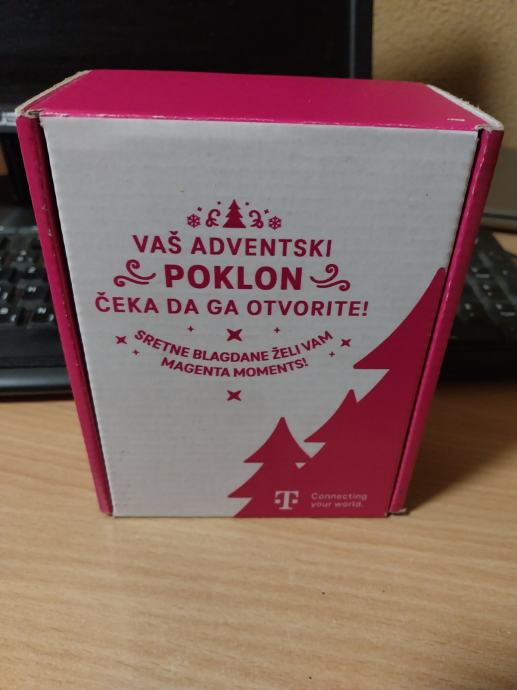 VAŠ ADVENTSKI
POKLON
ČEKA DA GA OTVORITE!
SRETNE BLAGDANE ŽELI VAM
MAGENTA MOMENTS!
T
Connecting
your world.